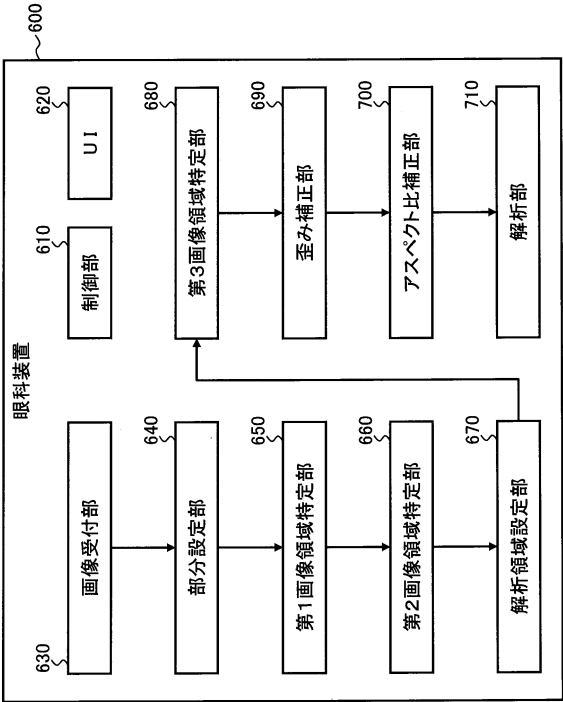 眼科装置
600
630
画像受付部
640
部分設定部
650
第1画像領域特定部
660
第2画像領域特定部
670
解析領域設定部
610
制御部
620
UI
680
第3画像領域特定部
690
歪み補正部
700
アスペクト比補正部
710
解析部